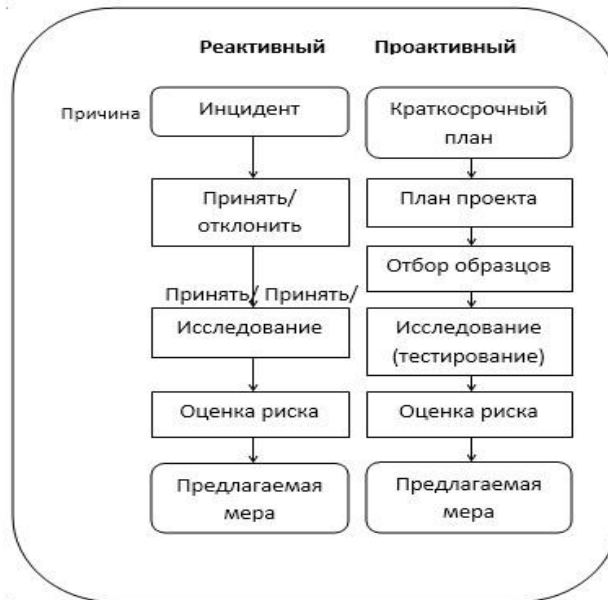 Реактивный Проактивный
Причина
Инцидент
Краткосрочный
план
Принять/
отклонить
План проекта
Отбор образцов
Принять/ Принять/
Исследование
Исследование
(тестирование)
Оценка риска
Оценка риска
Предлагаемая
мера
Предлагаемая
мера